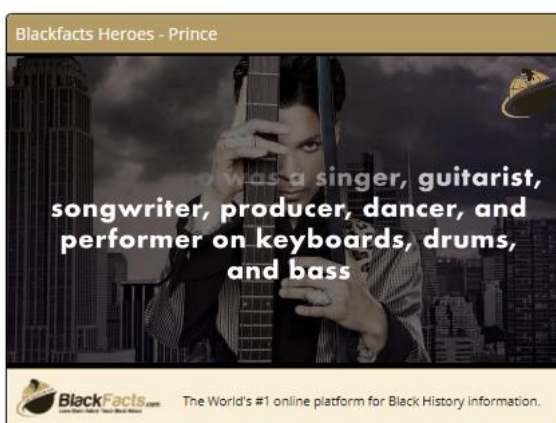 Blackfacts Heroes - Prince
was a singer, guitarist,
songwriter, producer, dancer, and
performer on keyboards, drums,
and bass
BlackFacts.com
The World's #1 online platform for Black History information.